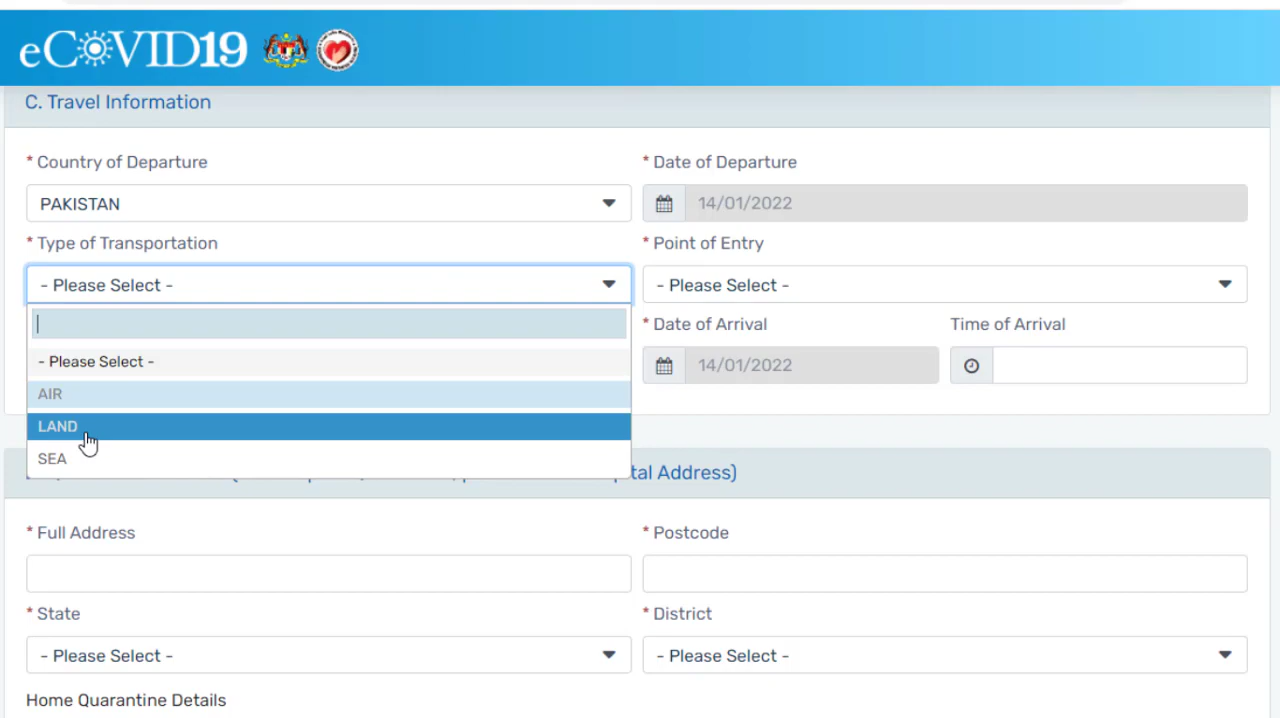 eCOVID19
C. Travel Information
* Country of Departure
* Date of Departure
PAKISTAN
14/01/2022
* Type of Transportation
* Point of Entry
- Please Select -
- Please Select -
* Date of Arrival
Time of Arrival
- Please Select -
14/01/2022
AIR
LAND
SEA
tal Address)
* Full Address
* Postcode
* State
* District
- Please Select -
- Please Select -
Home Quarantine Details